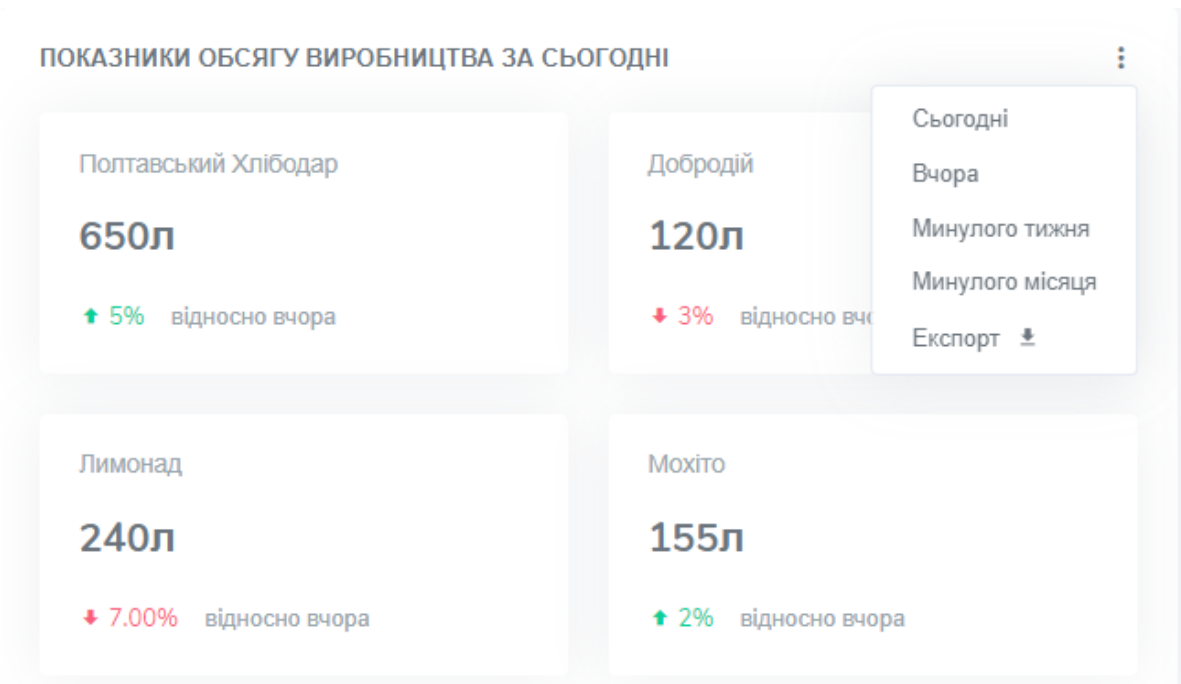 ПОКАЗНИКИ ОБСЯГУ ВИРОБНИЦТВА ЗА СЬОГОДНІ
Сьогодні
Вчора
Минулого тижня
Минулого місяця
Експорт
Полтавський Хлібодар
650л
5% відносно вчора
Добродій
120л
3% відносно
Лимонад
240л
7.00% відносно вчора
Мохіто
155л
2% відносно вчора